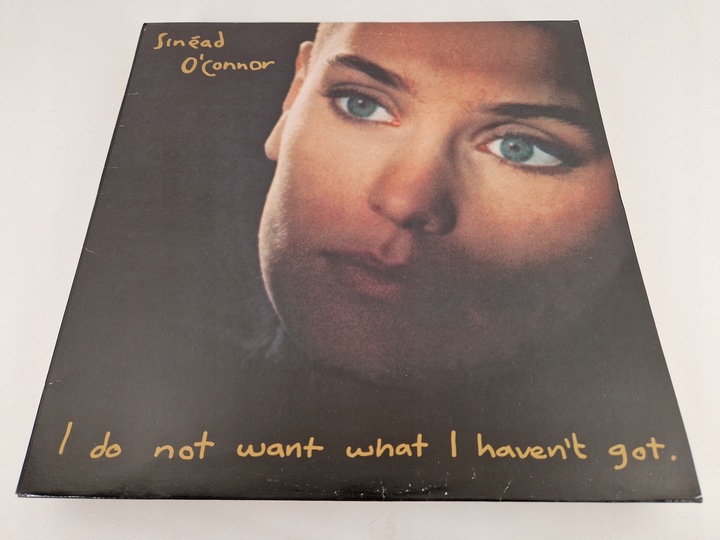 Sinéad
O'Connor
I do not want what I haven't got.